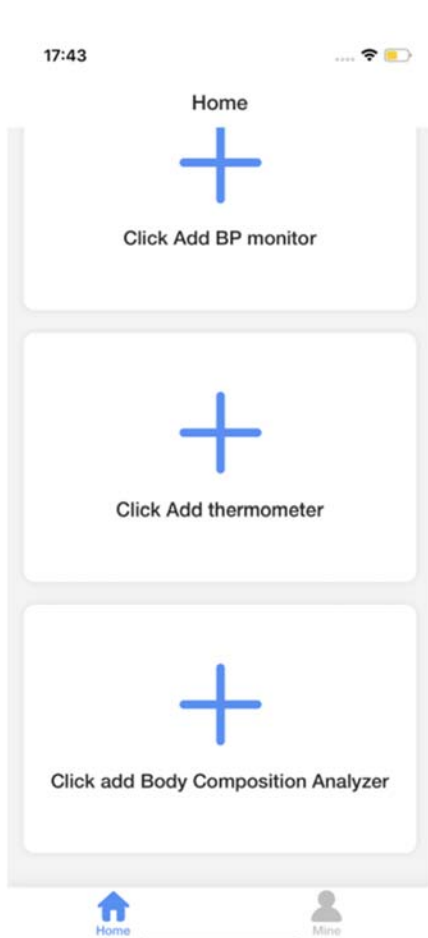 17:43
Home
Click Add BP monitor
Click Add thermometer
Click add Body Composition Analyzer
Home
Mine